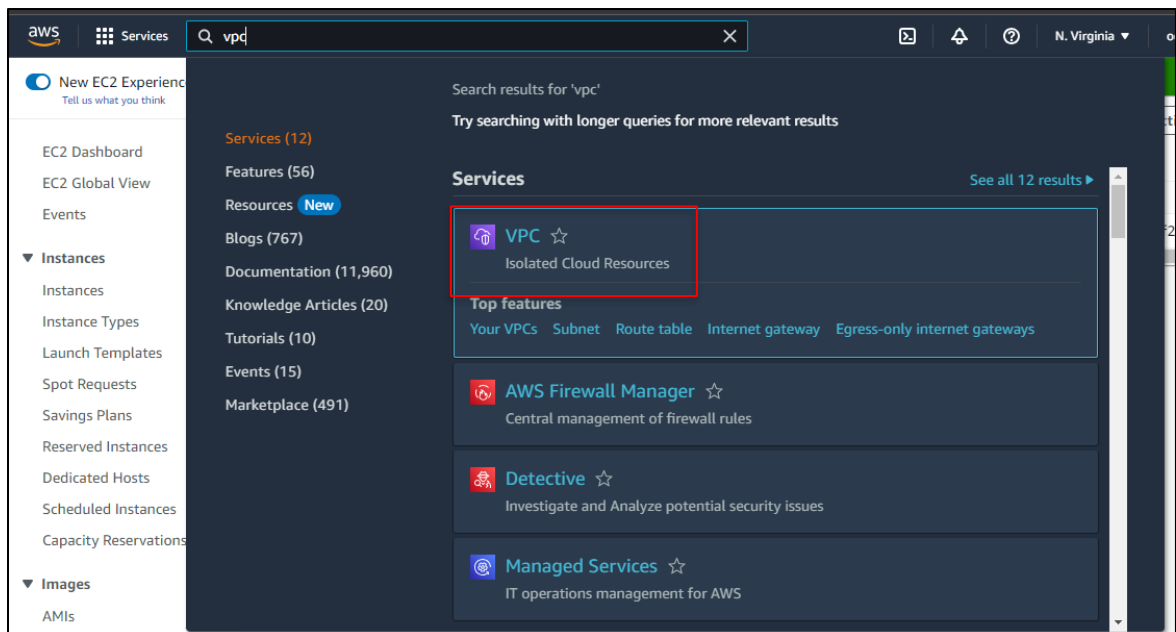 aws Services vpc N. Virginia
New EC2 Experience
Tell us what you think
EC2 Dashboard
EC2 Global View
Events
Instances
Instances
Instance Types
Launch Templates
Spot Requests
Savings Plans
Reserved Instances
Dedicated Hosts
Scheduled Instances
Capacity Reservations
Images
AMIs
Services (12)
Features (56)
Resources New
Blogs (767)
Documentation (11,960)
Knowledge Articles (20)
Tutorials (10)
Events (15)
Marketplace (491)
Search results for 'vpc'
Try searching with longer queries for more relevant results
Services See all 12 results
VPC
Isolated Cloud Resources
Top features
Your VPCs Subnet Route table Internet gateway Egress-only internet gateways
AWS Firewall Manager
Central management of firewall rules
Detective
Investigate and Analyze potential security issues
Managed Services
IT operations management for AWS